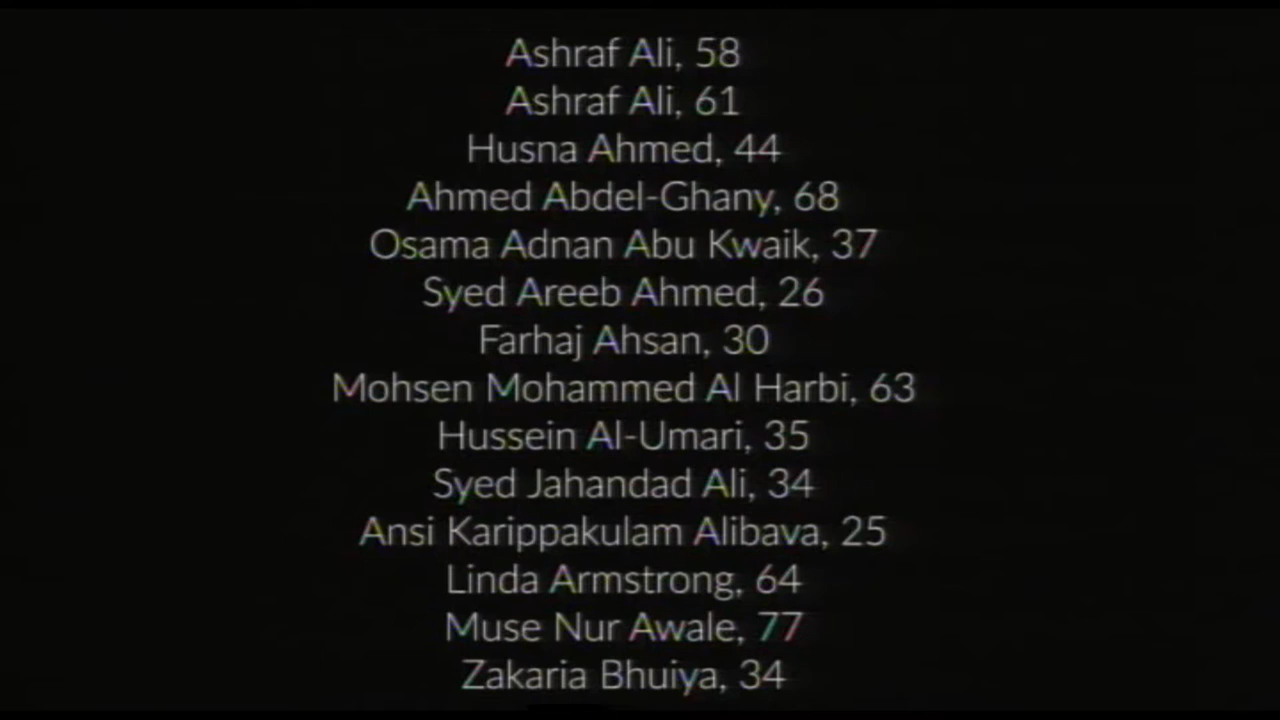 Ashraf Ali, 58
Ashraf Ali, 61
Husna Ahmed, 44
Ahmed Abdel-Ghany, 68
Osama Adnan Abu Kwaik, 37
Syed Areeb Ahmed, 26
Farhaj Ahsan, 30
Mohsen Mohammed Al Harbi, 63
Hussein Al-Umari, 35
Syed Jahandad Ali, 34
Ansi Karippakulam Alibava, 25
Linda Armstrong, 64
Muse Nur Awale, 77
Zakaria Bhuiya, 34